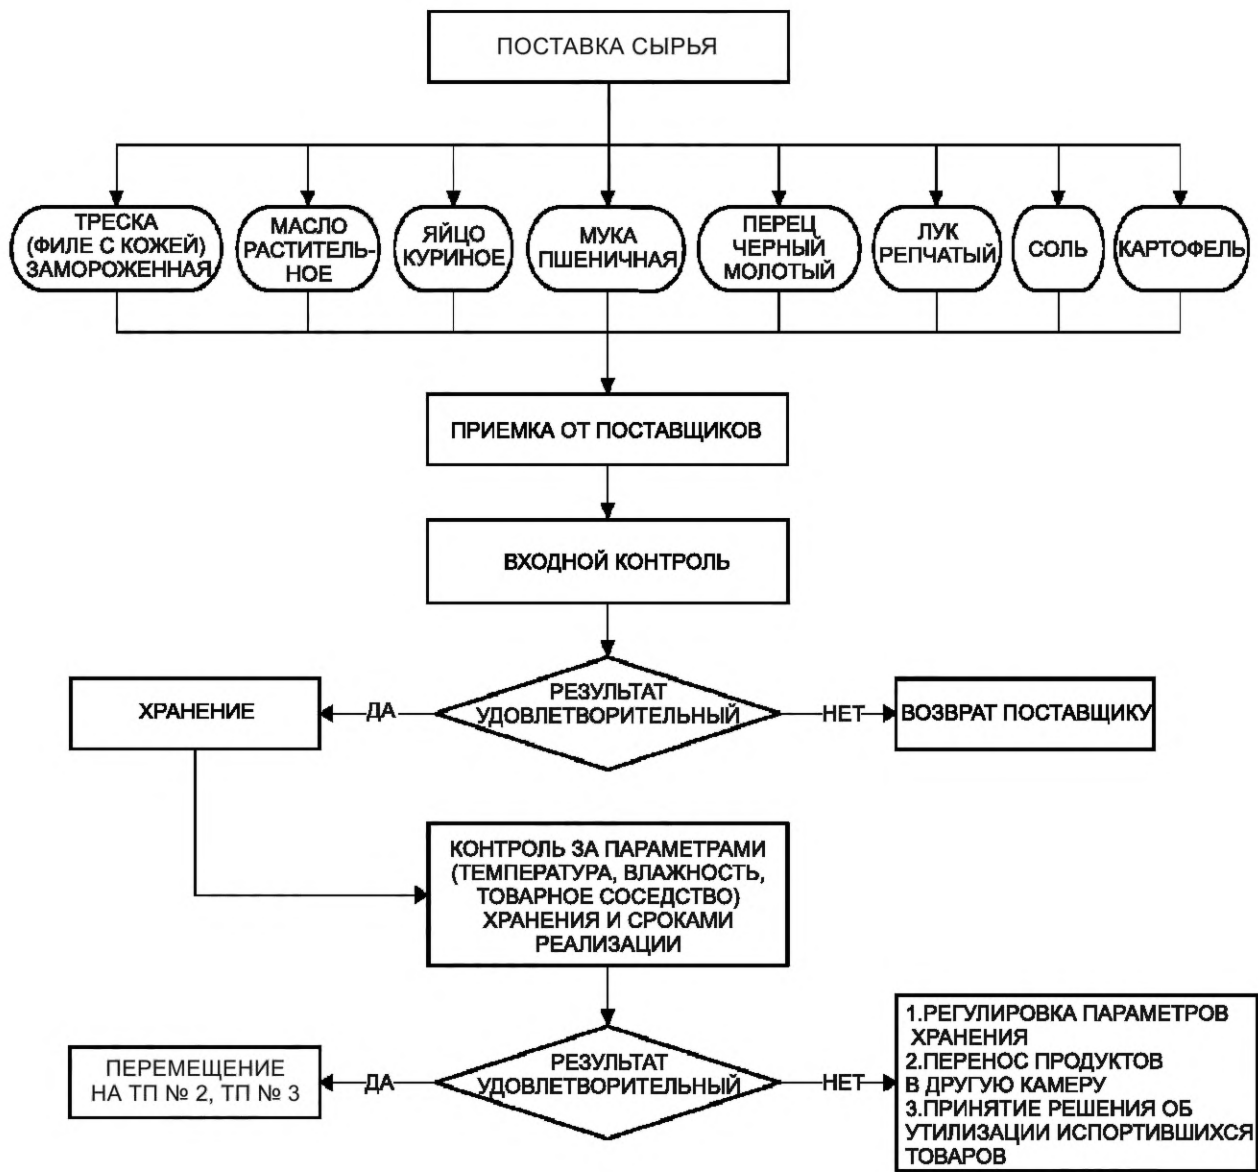 ПОСТАВКА СЫРЬЯ
ТРЕСКА
(ФИЛЕ С КОЖЕЙ)
ЗАМОРОЖЕННАЯ
МАСЛО
РАСТИТЕЛЬ-
НОЕ
ЯЙЦО
КУРИНОЕ
МУКА
ПШЕНИЧНАЯ
ПЕРЕЦ
ЧЕРНЫЙ
МОЛОТЫЙ
ЛУК
РЕПЧАТЫЙ
СОЛЬ
КАРТОФЕЛЬ
ПРИЕМКА ОТ ПОСТАВЩИКОВ
ВХОДНОЙ КОНТРОЛЬ
ХРАНЕНИЕ
ДА
РЕЗУЛЬТАТ
УДОВЛЕТВОРИТЕЛЬНЫЙ
НЕТ
ВОЗВРАТ ПОСТАВЩИКУ
КОНТРОЛЬ ЗА ПАРАМЕТРАМИ
(ТЕМПЕРАТУРА, ВЛАЖНОСТЬ,
ТОВАРНОЕ СОСЕДСТВО)
ХРАНЕНИЯ И СРОКАМИ
РЕАЛИЗАЦИИ
ПЕРЕМЕЩЕНИЕ
НА ТП № 2, ТП № 3
ДА
РЕЗУЛЬТАТ
УДОВЛЕТВОРИТЕЛЬНЫЙ
НЕТ
1.РЕГУЛИРОВКА ПАРАМЕТРОВ
ХРАНЕНИЯ
2.ПЕРЕНОС ПРОДУКТОВ
В ДРУГУЮ КАМЕРУ
3.ПРИНЯТИЕ РЕШЕНИЯ ОБ
УТИЛИЗАЦИИ ИСПОРТИВШИХСЯ
ТОВАРОВ